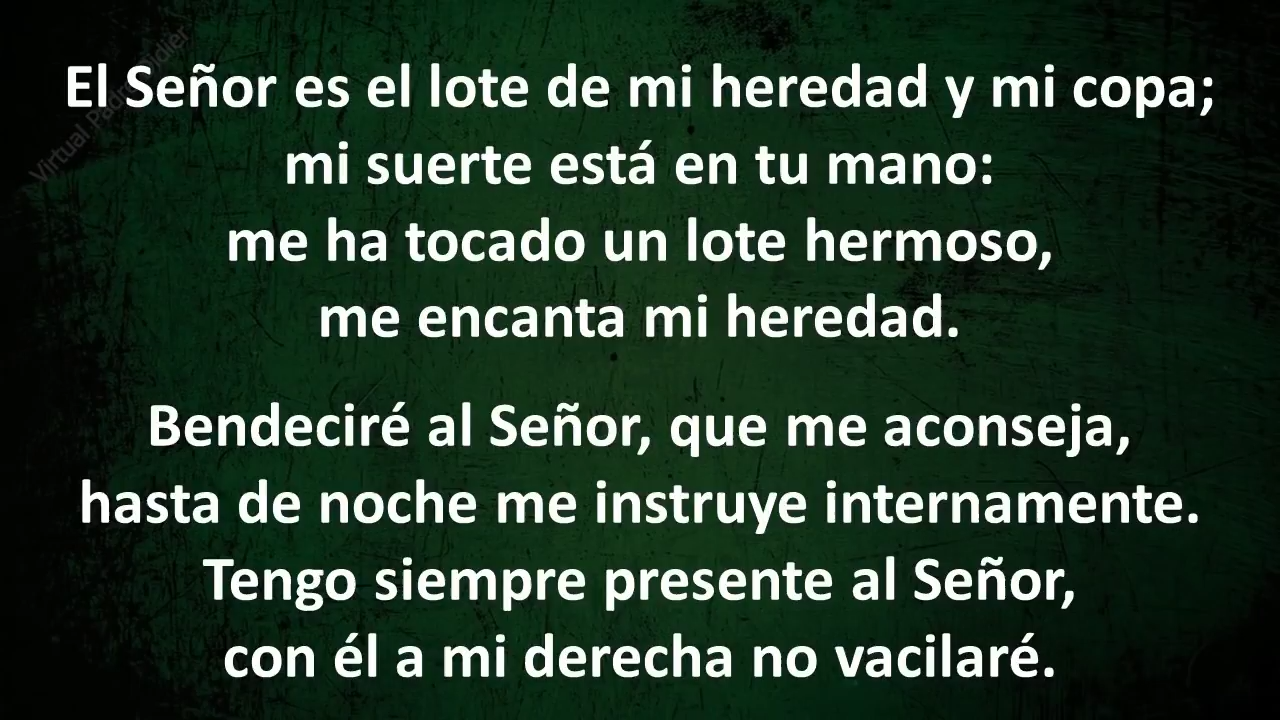 El Señor es el lote de mi heredad y mi copa;
mi suerte está en tu mano:
me ha tocado un lote hermoso,
me encanta mi heredad.
Bendeciré al Señor, que me aconseja,
hasta de noche me instruye internamente.
Tengo siempre presente al Señor,
con él a mi derecha no vacilaré.
Virtual